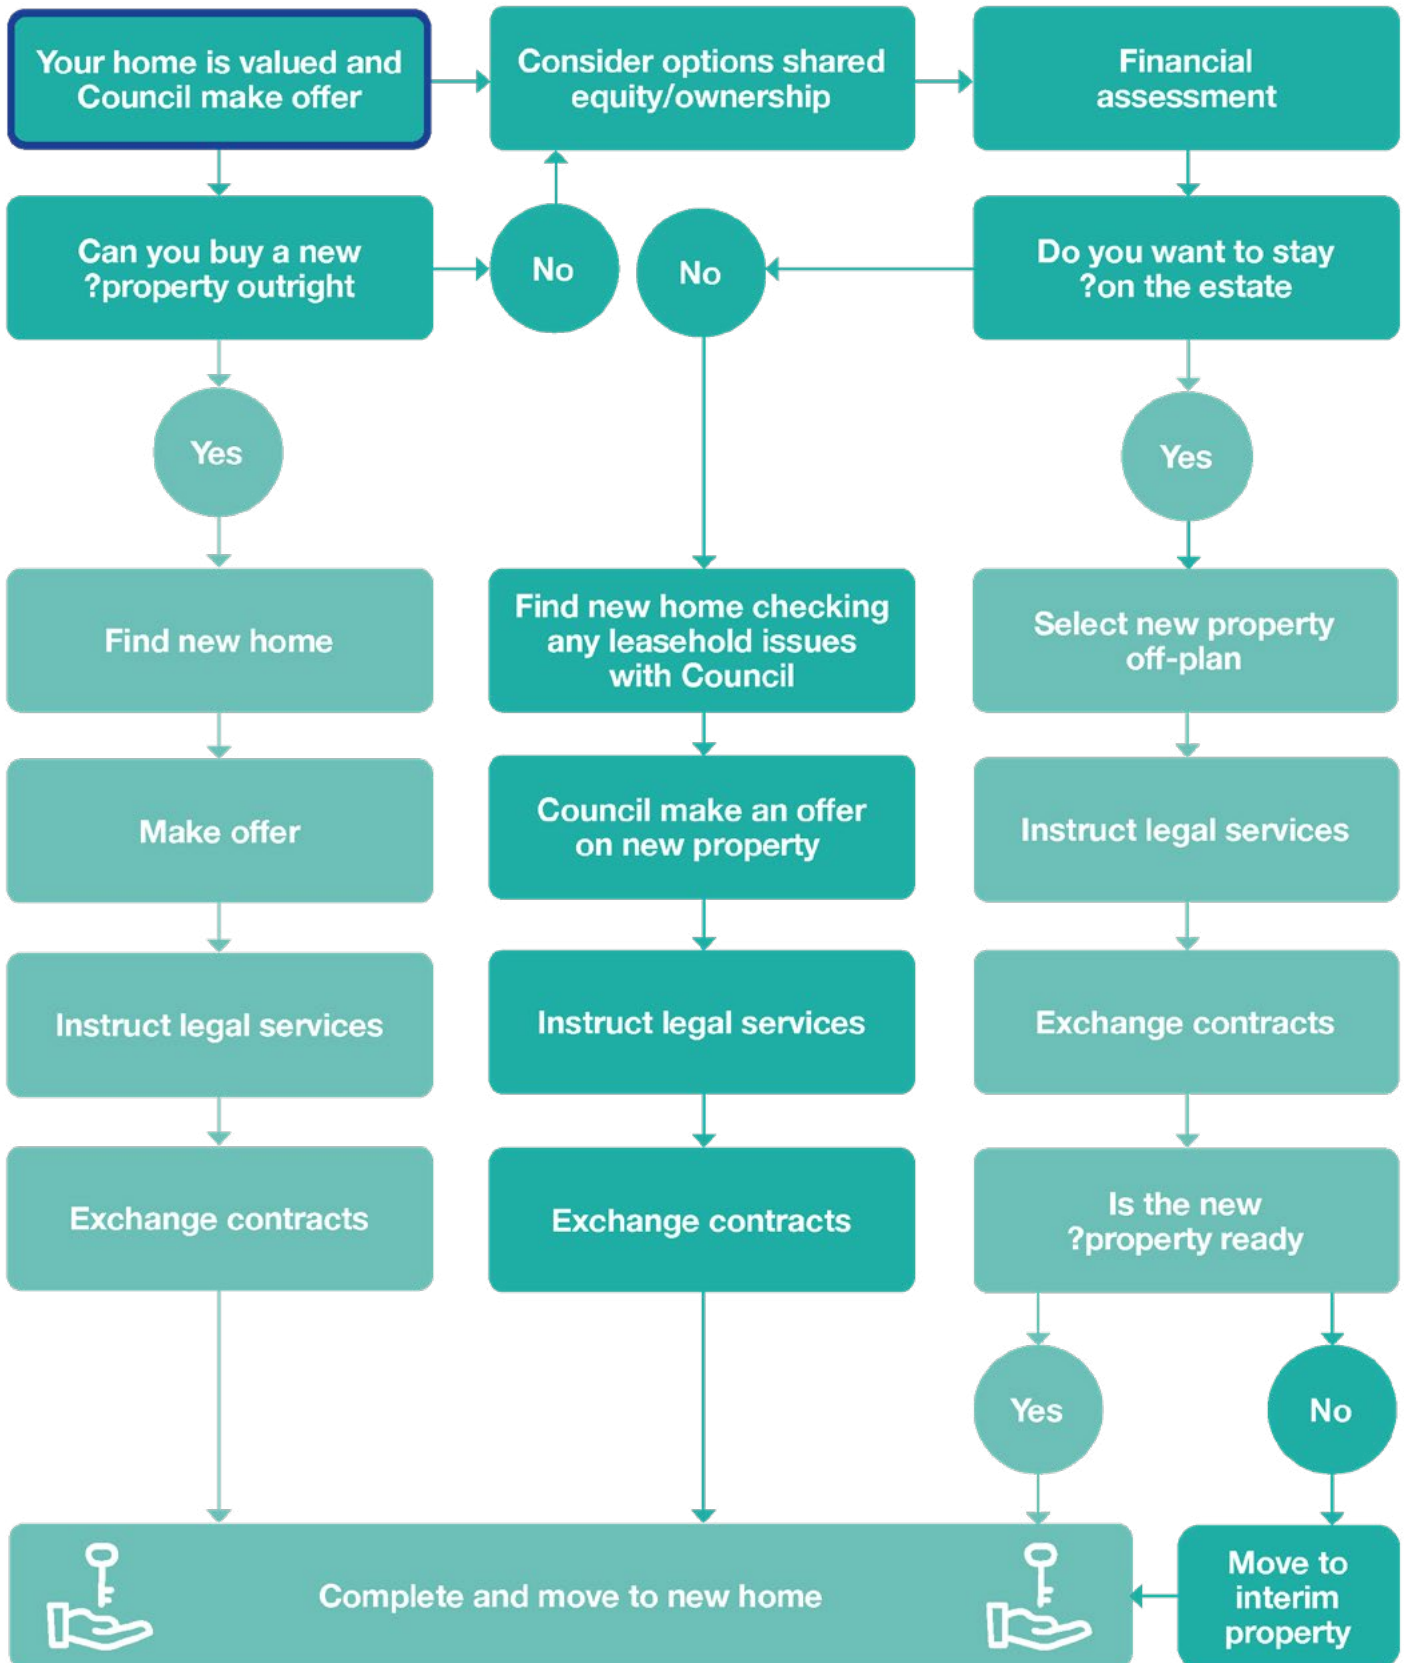 Your home is valued and
Council make offer
Consider options shared
equity/ownership
Financial
assessment
Can you buy a new
?property outright
No
No
Do you want to stay
?on the estate
Yes
Yes
Find new home
Find new home checking
any leasehold issues
with Council
Select new property
off-plan
Make offer
Council make an offer
on new property
Instruct legal services
Instruct legal services
Instruct legal services
Exchange contracts
Exchange contracts
Exchange contracts
Is the new
?property ready
Yes
No
Complete and move to new home
Move to
interim
property